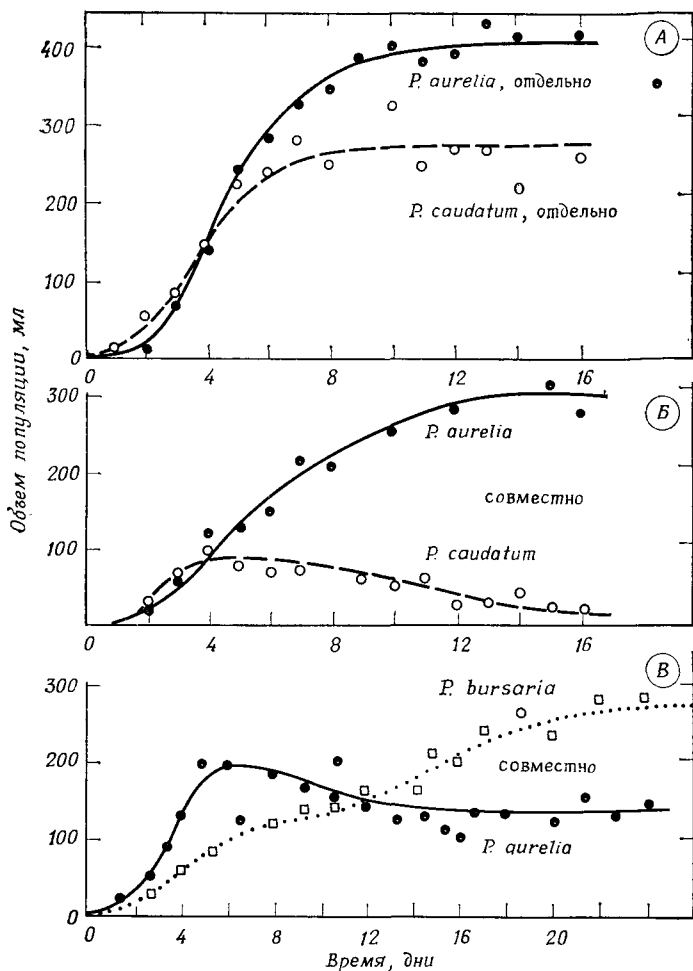 400
300
200
100
0
0 4 8 12 16
А
P. aurelia, отдельно
P. caudatum, отдельно
Объем популяции, мл
300
200
100
0 4 8 12 16
Б
P. aurelia
совместно
P. caudatum
300
200
100
0
0 4 8 12 16 20
В
P. bursaria
совместно
P. aurelia
Время, дни